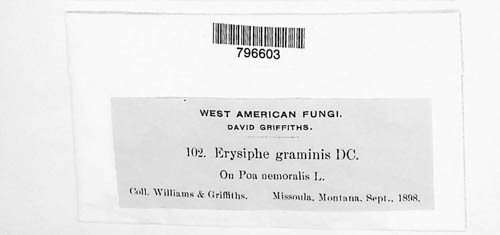 796603
WEST AMERICAN FUNGI.
DAVID GRIFFITHS.
102. Erysiphe graminis DC.
On Poa nemoralis L.
Coll. Williams & Griffiths. Missoula, Montana, Sept., 1898.